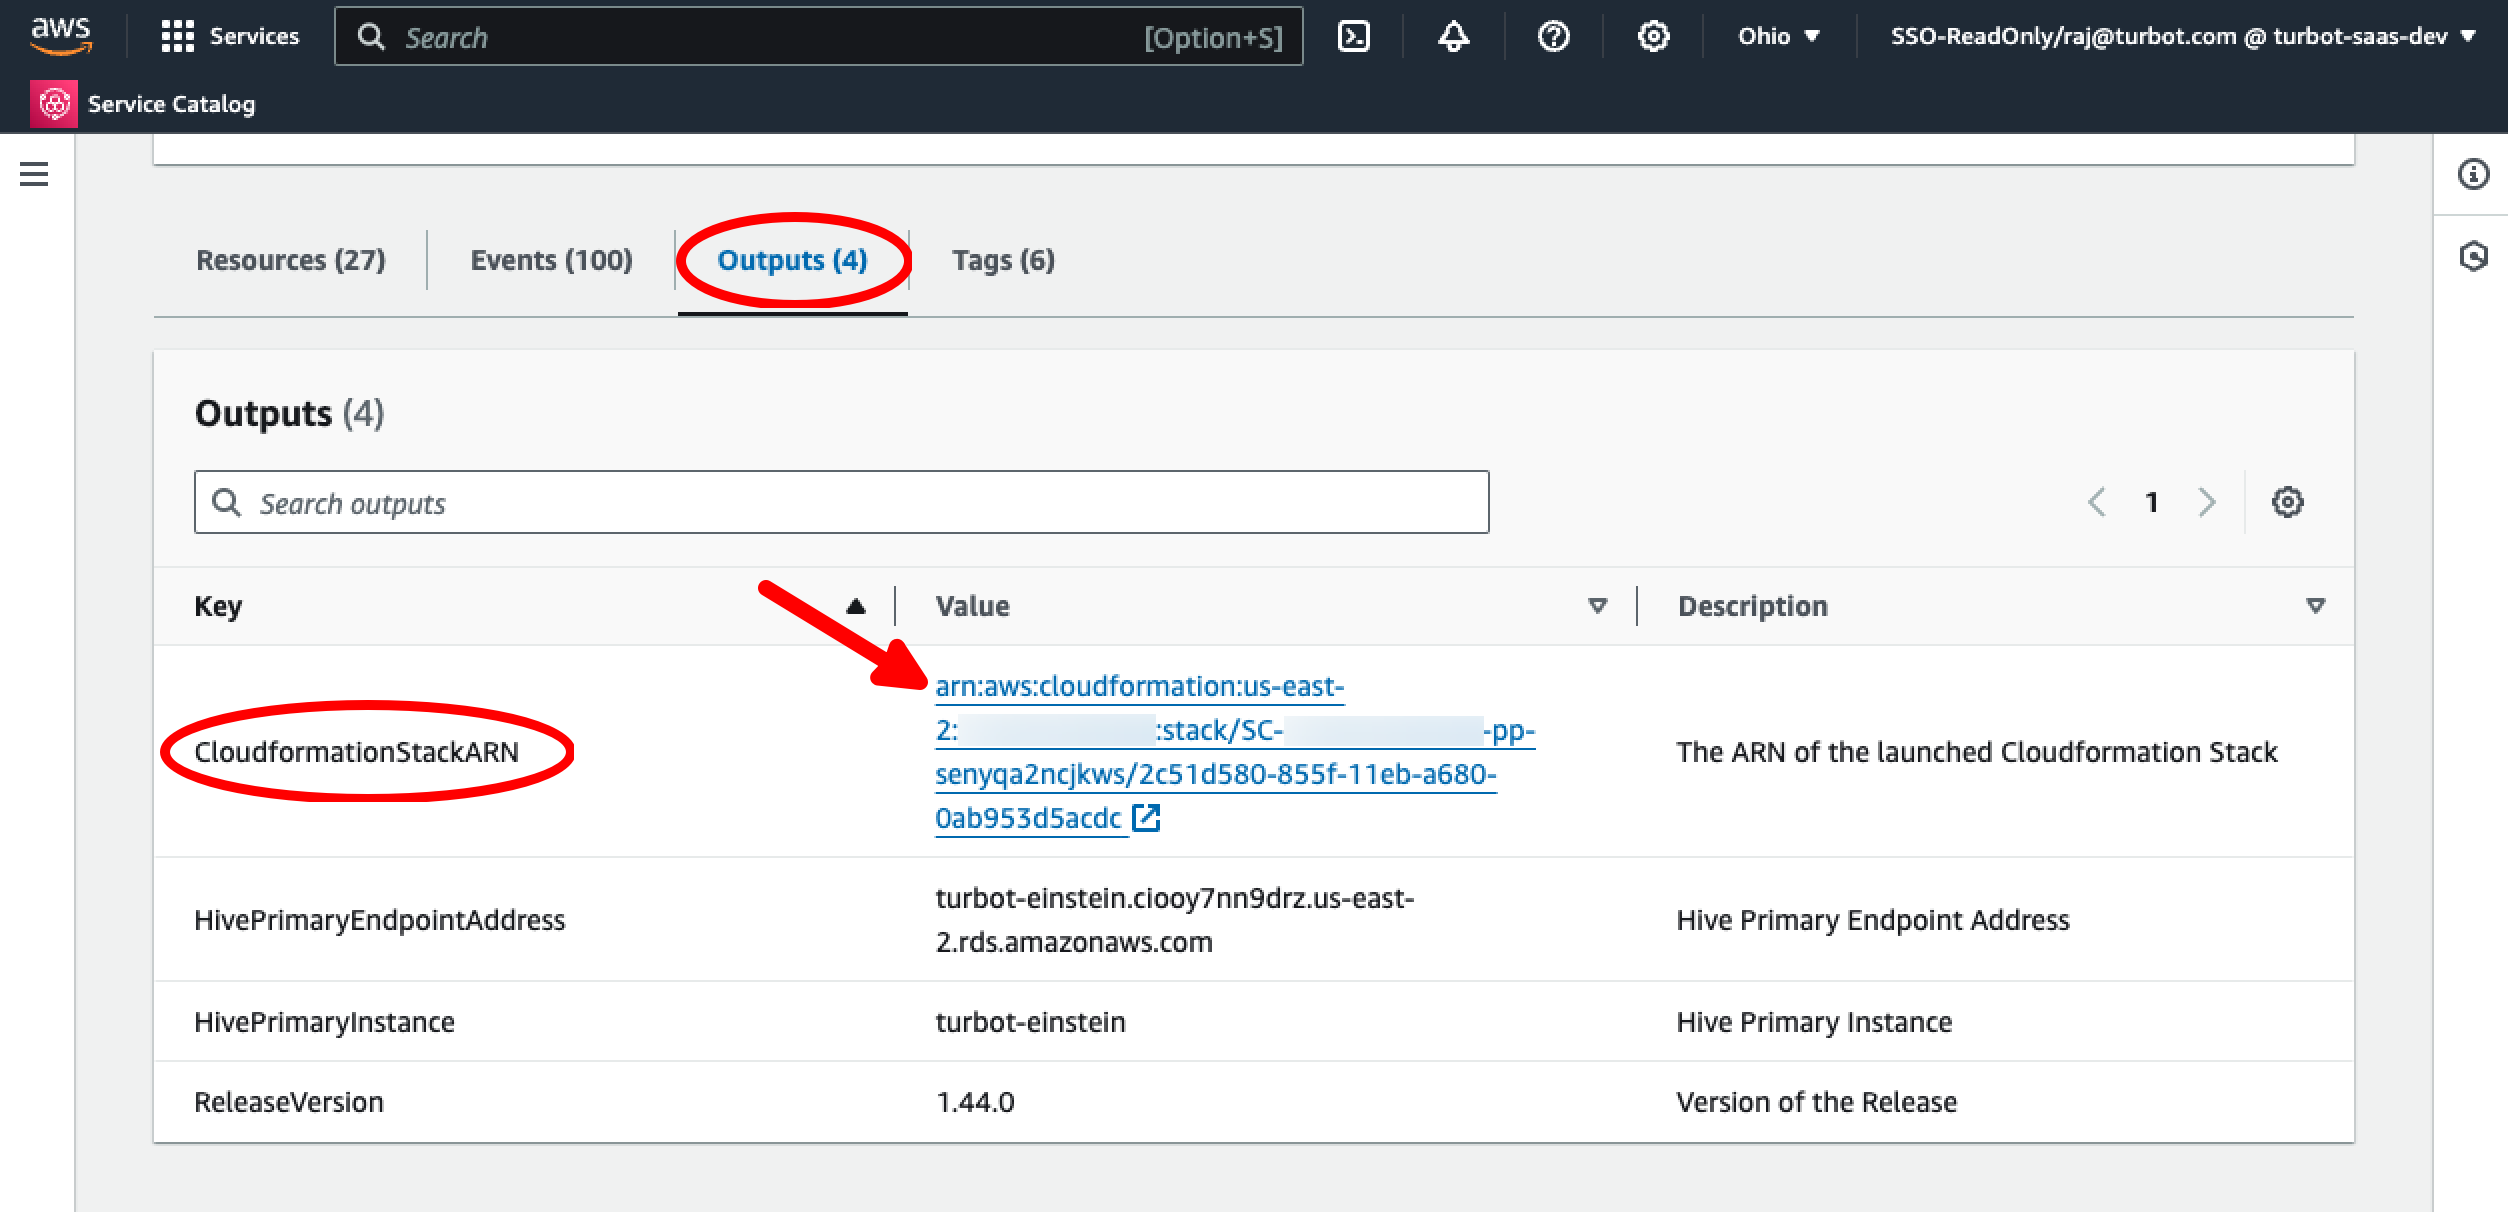 aws
Services
Search
[Option+S]
Ohio
SSO-ReadOnly/raj@turbot.com @ turbot-saas-dev
Service Catalog
Resources (27)
Events (100)
Outputs (4)
Tags (6)
Outputs (4)
Search outputs
1
Key
Value
Description
CloudformationStackARN
arn:aws:cloudformation:us-east-
2:
:stack/SC-
-pp-
senyqa2ncjkws/2c51d580-855f-11eb-a680-
0ab953d5acdc
The ARN of the launched Cloudformation Stack
HivePrimaryEndpointAddress
turbot-einstein.ciooy7nn9drz.us-east-
2.rds.amazonaws.com
Hive Primary Endpoint Address
HivePrimaryInstance
turbot-einstein
Hive Primary Instance
ReleaseVersion
1.44.0
Version of the Release